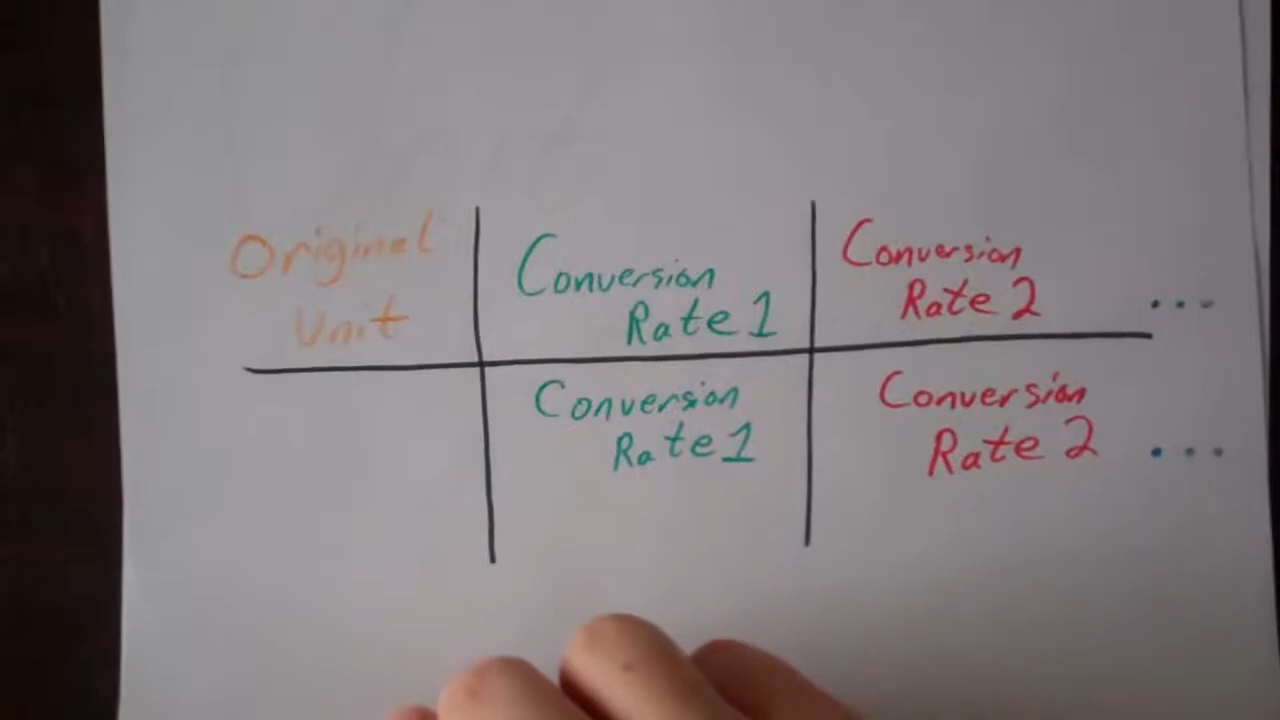 Original
Unit
Conversion
Rate 1
Conversion
Rate 2
...
Conversion
Rate 1
Conversion
Rate 2
...